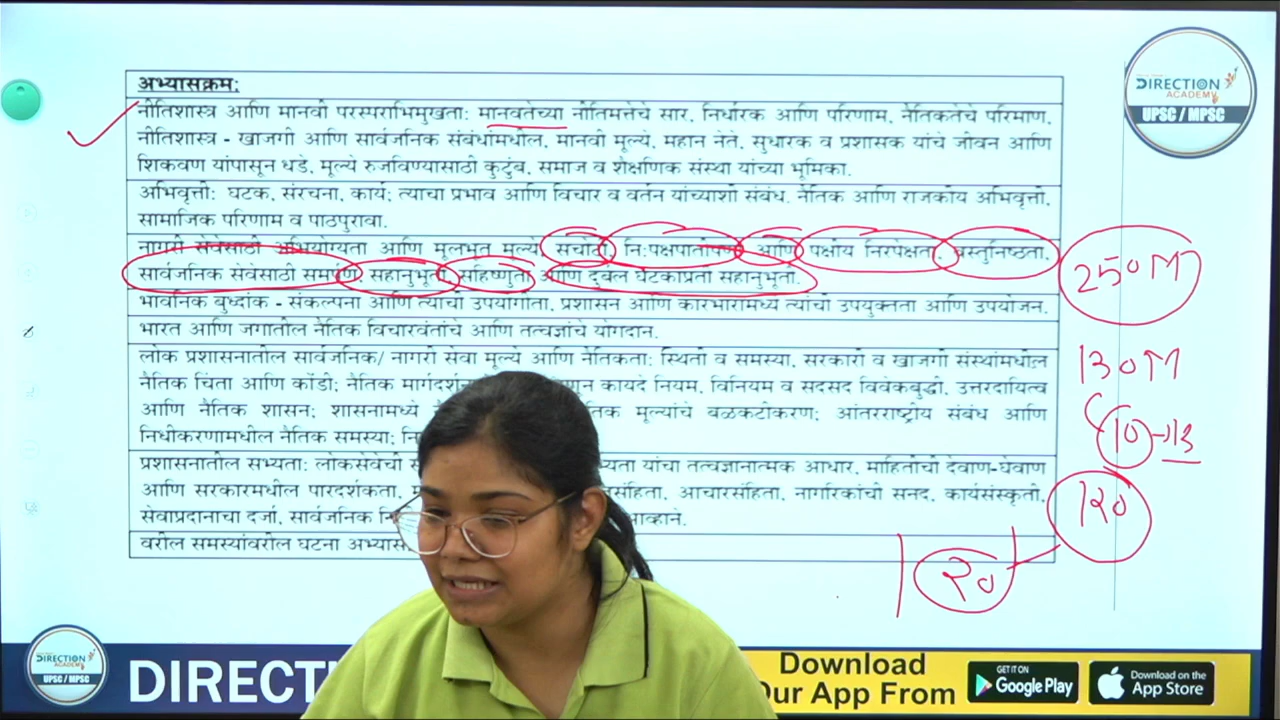 अभ्यासक्रम:
नीतिशास्त्र आणि मानवी परस्पराभिमुखता: मानवतेच्या नीतिमत्तेचे सार, निर्धारक आणि परिणाम, नैतिकतेचे परिमाण,
नीतिशास्त्र - खाजगी आणि सार्वजनिक संबंधांमधील, मानवी मूल्ये, महान नेते, सुधारक व प्रशासक यांचे जीवन आणि
शिकवण यांपासून धडे, मूल्ये रुजविण्यासाठी कुटुंब, समाज व शैक्षणिक संस्था यांच्या भूमिका.
अभिवृत्ती: घटक, संरचना, कार्य; त्याचा प्रभाव आणि विचार व वर्तन यांच्याशी संबंध, नैतिक आणि राजकीय अभिवृत्ती,
सामाजिक परिणाम व पाठपुरावा.
नागरी सेवेसाठी अभियोग्यता आणि मूलभूत मूल्ये, सचोटी, नि:पक्षपातीपणा आणि पक्षीय निरपेक्षता, वस्तुनिष्ठता,
सार्वजनिक सेवेसाठी समर्पण, सहानुभूती, सहिष्णुता आणि दुर्बल घटकांप्रती सहानुभूती.
भावनिक बुध्दांक - संकल्पना आणि त्यांची उपयोगीता, प्रशासन आणि कारभारामध्ये त्यांची उपयुक्तता आणि उपयोजन.
भारत आणि जगातील नैतिक विचारवंतांचे आणि तत्वज्ञांचे योगदान.
लोक प्रशासनातील सार्वजनिक/ नागरी सेवा मूल्ये आणि नैतिकता: स्थिती व समस्या, सरकारी व खाजगी संस्थांमधील
नैतिक चिंता आणि कोंडी; नैतिक मार्गदर्शन कायदे नियम, विनियम व सदसद विवेकबुद्धी, उत्तरदायित्व
आणि नैतिक शासन; शासनामध्ये मूल्यांचे बळकटीकरण; आंतरराष्ट्रीय संबंध आणि
निधीकरणामधील नैतिक समस्या;
प्रशासनातील सभ्यता: लोकसेवेची यांचा तत्वज्ञानात्मक आधार, माहितीची देवाण-घेवाण
आणि सरकारमधील पारदर्शकता, आचारसंहिता, नागरिकांची सनद, कार्यसंस्कृती,
सेवाप्रदानाचा दर्जा, सार्वजनिक
वरील समस्यांवरील घटना
250M
130M
10-13
120
20
DIRECTION
ACADEMY
UPSC / MPSC
DIRECTION
ACADEMY
UPSC / MPSC
DIRECTI
Download
Our App From
GET IT ON
Google Play
Download on the
App Store